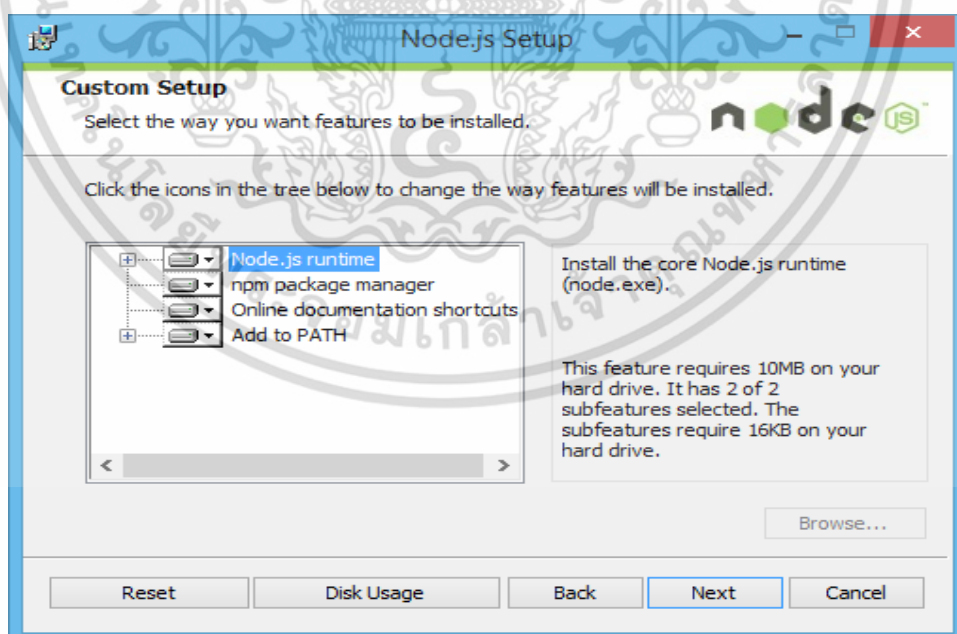 Node.js Setup
Custom Setup
Select the way you want features to be installed.
node JS
Click the icons in the tree below to change the way features will be installed.
Node.js runtime
npm package manager
Online documentation shortcuts
Add to PATH
Install the core Node.js runtime
(node.exe).
This feature requires 10MB on your
hard drive. It has 2 of 2
subfeatures selected. The
subfeatures require 16KB on your
hard drive.
Browse...
Reset Disk Usage Back Next Cancel